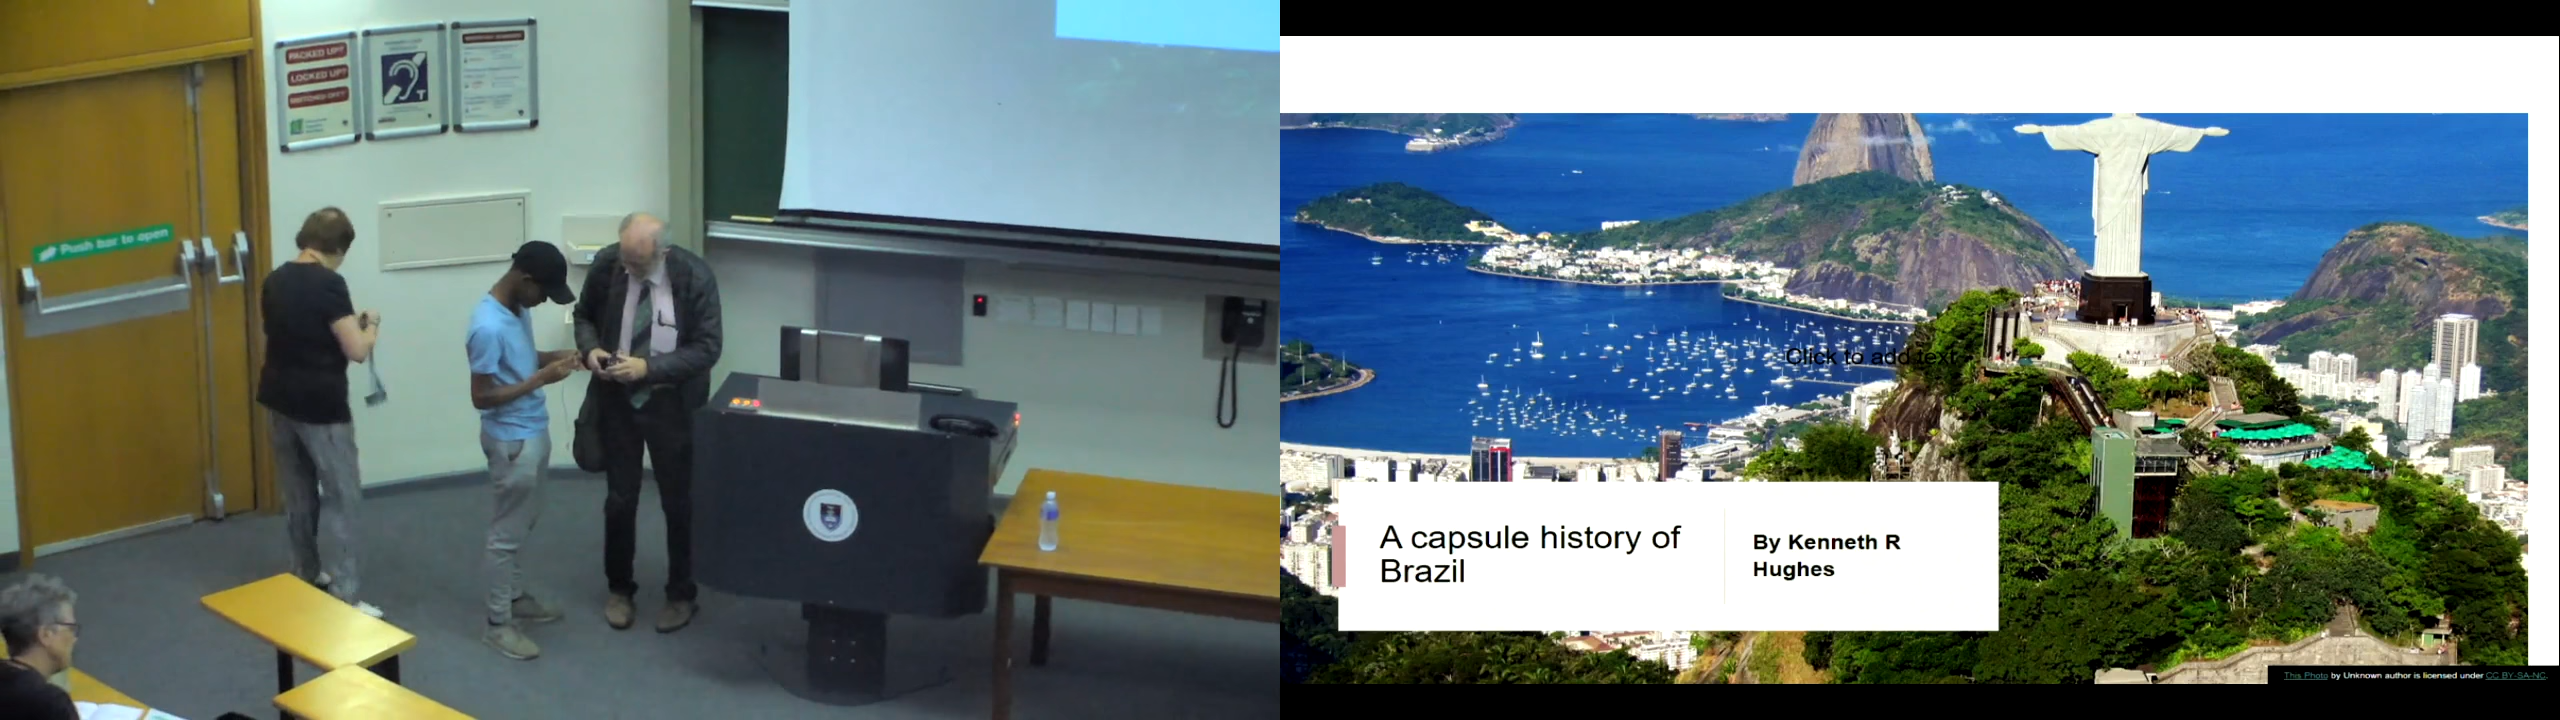 PACKED UP?
LOCKED UP?
SWITCHED OFF?
T
Push bar to open
Click to add text
A capsule history of
Brazil
By Kenneth R
Hughes
This Photo by Unknown author is licensed under CC BY-SA-NC.